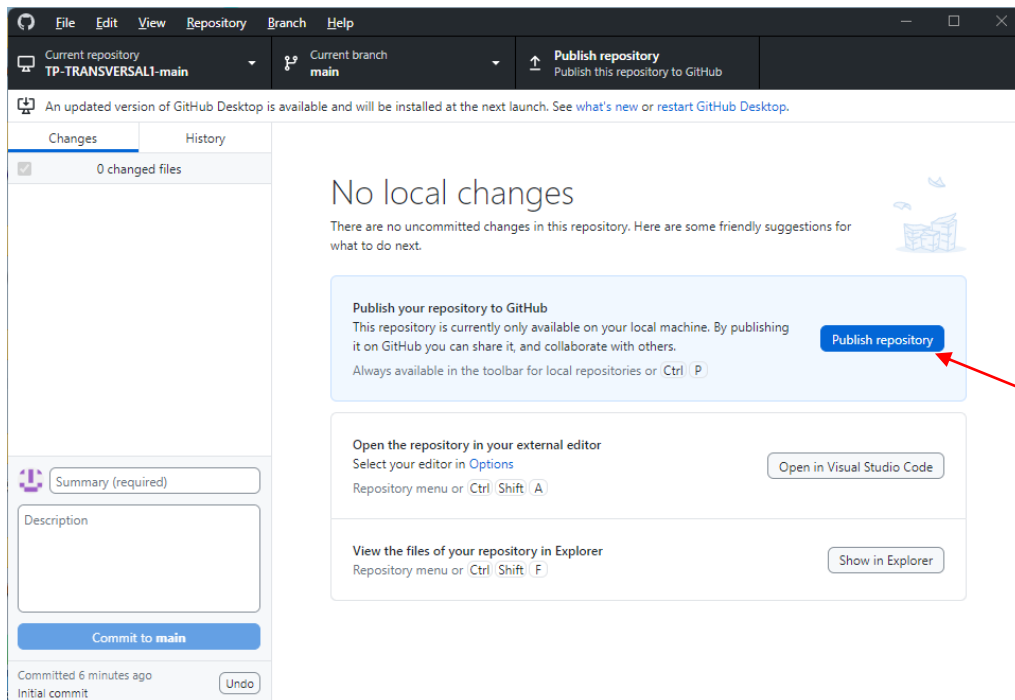 File Edit View Repository Branch Help
Current repository
TP-TRANSVERSAL1-main
Current branch
main
Publish repository
Publish this repository to GitHub
An updated version of GitHub Desktop is available and will be installed at the next launch. See what's new or restart GitHub Desktop.
Changes History
0 changed files
No local changes
There are no uncommitted changes in this repository. Here are some friendly suggestions for
what to do next.
Publish your repository to GitHub
This repository is currently only available on your local machine. By publishing
it on GitHub you can share it, and collaborate with others.
Always available in the toolbar for local repositories or Ctrl P
Publish repository
Open the repository in your external editor
Select your editor in Options
Repository menu or Ctrl Shift A
Open in Visual Studio Code
View the files of your repository in Explorer
Repository menu or Ctrl Shift F
Show in Explorer
Summary (required)
Description
Commit to main
Committed 6 minutes ago
Initial commit
Undo